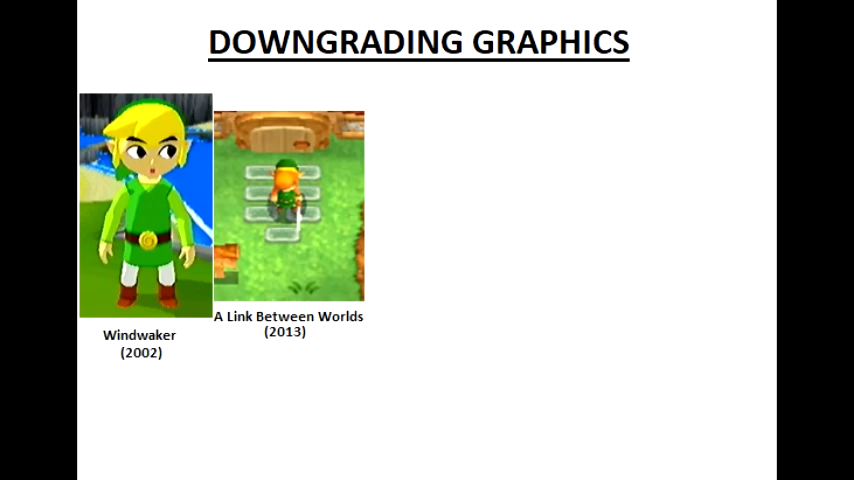 DOWNGRADING GRAPHICS
Windwaker
(2002)
A Link Between Worlds
(2013)